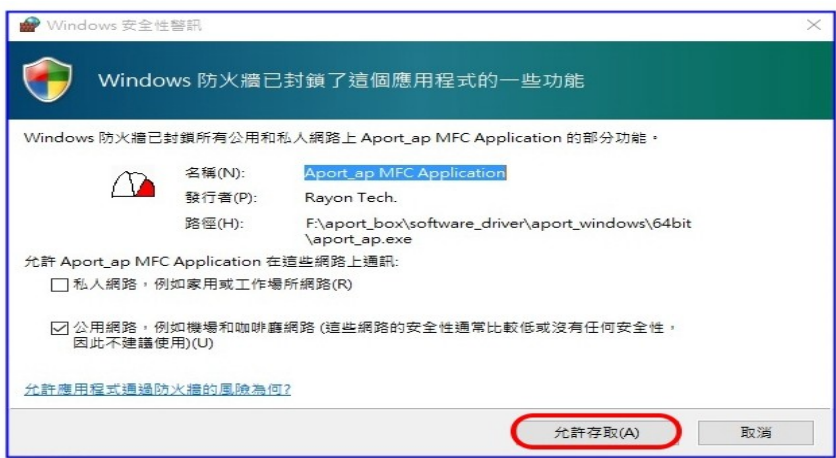 Windows 安全性警訊
Windows 防火牆已封鎖了這個應用程式的一些功能
Windows 防火牆已封鎖所有公用和私人網路上 Aport_ap MFC Application 的部分功能。
名稱(N): Aport_ap MFC Application
發行者(P): Rayon Tech.
路徑(H): F:\aport_box\software_driver\aport_windows\64bit
\aport_ap.exe
允許 Aport_ap MFC Application 在這些網路上通訊:
私人網路，例如家用或工作場所網路(R)
公用網路，例如機場和咖啡廳網路 (這些網路的安全性通常比較低或沒有任何安全性，
因此不建議使用)(U)
允許應用程式通過防火牆的風險為何?
允許存取(A)
取消